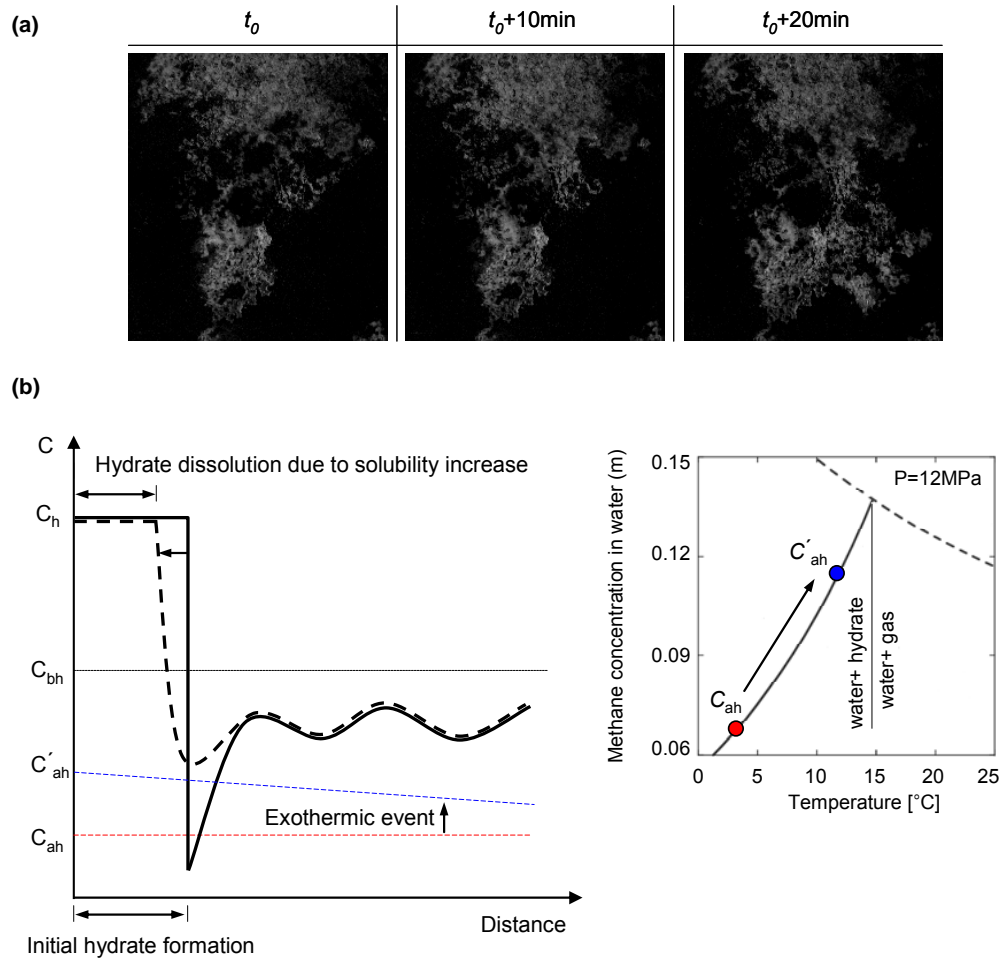 (a)
t0
t0+10min
t0+20min
(b)
C
Hydrate dissolution due to solubility increase
Ch
Cbh
C′ah
Exothermic event
Cah
Distance
Initial hydrate formation
Methane concentration in water (m)
0.15
0.12
0.09
0.06
P=12MPa
C′ah
Cah
water+ hydrate
water+ gas
0 5 10 15 20 25
Temperature [°C]